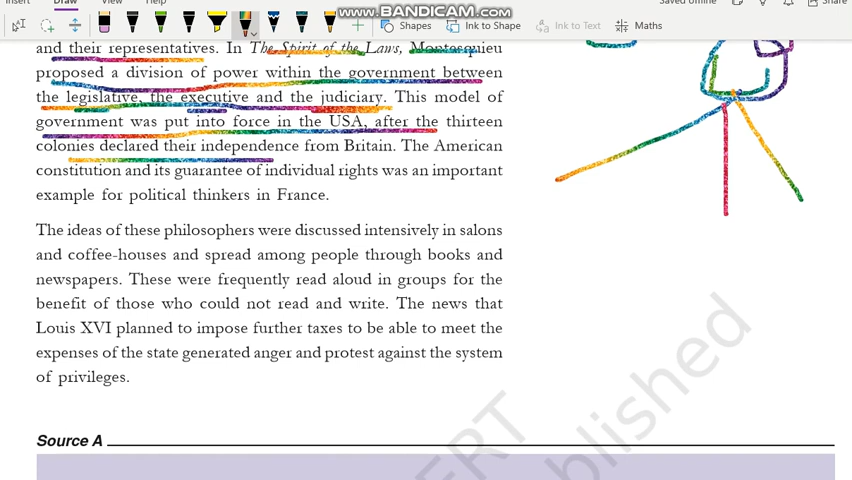 Insert Draw View Help Saved offline Share
WWW.BANDICAM.COM
Shapes Ink to Shape Ink to Text Maths
and their representatives. In The Spirit of the Laws, Montesquieu
proposed a division of power within the government between
the legislative, the executive and the judiciary. This model of
government was put into force in the USA, after the thirteen
colonies declared their independence from Britain. The American
constitution and its guarantee of individual rights was an important
example for political thinkers in France.
The ideas of these philosophers were discussed intensively in salons
and coffee-houses and spread among people through books and
newspapers. These were frequently read aloud in groups for the
benefit of those who could not read and write. The news that
Louis XVI planned to impose further taxes to be able to meet the
expenses of the state generated anger and protest against the system
of privileges.
Source A